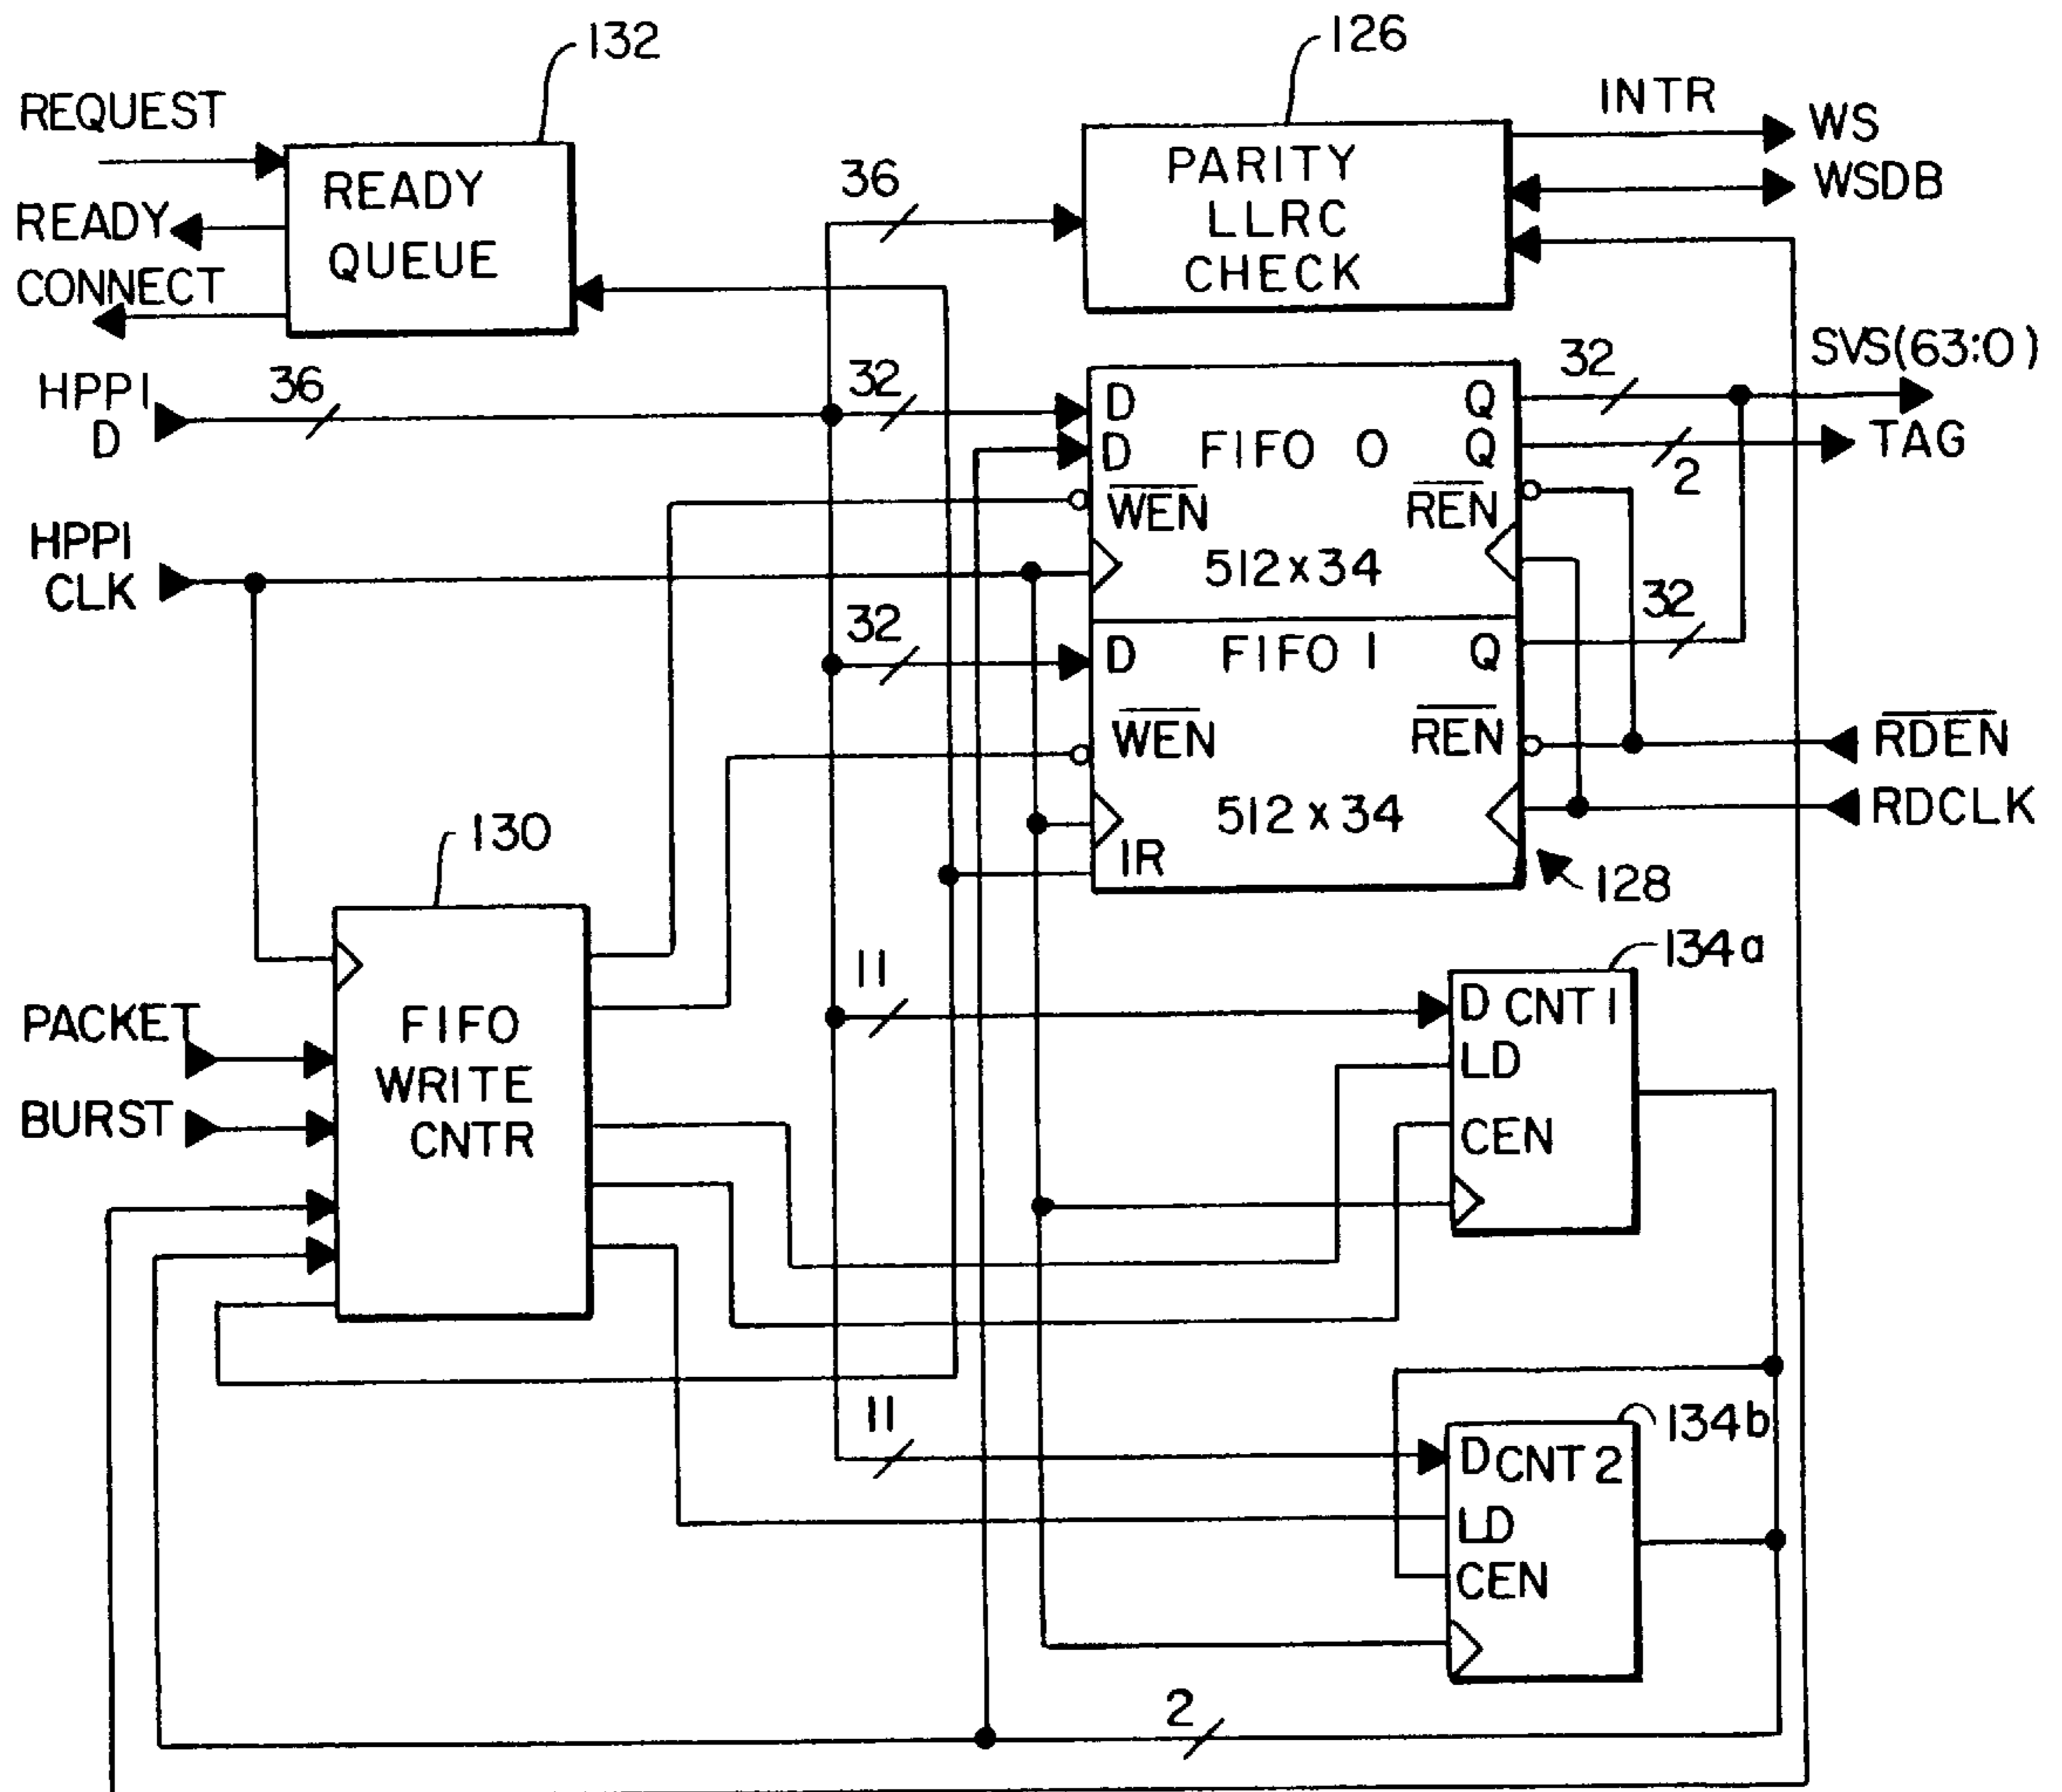 132
REQUEST
READY
CONNECT
READY
QUEUE
126
PARITY
LLRC
CHECK
INTR
WS
WSDB
36
HPPI
D
36
32
D
D
FIFO 0
WEN
512x34
Q
Q
REN
32
SVS(63:0)
TAG
2
HPPI
CLK
32
D
FIFO 1
WEN
512x34
IR
Q
REN
32
RDEN
RDCLK
128
130
PACKET
BURST
FIFO
WRITE
CNTR
11
134a
D CNT 1
LD
CEN
11
134b
D CNT 2
LD
CEN
2